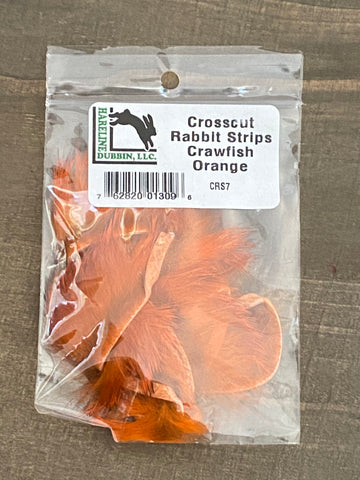 HARELINE
DUBBIN, LLC.
Crosscut
Rabbit Strips
Crawfish
Orange
CRS7
7 62820 01309 6